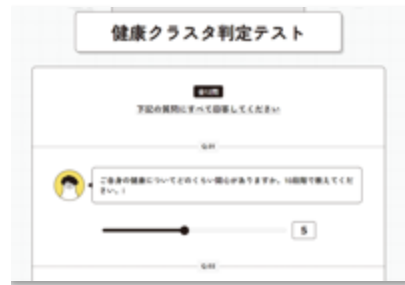 健康クラスタ判定テスト
下記の質問にすべて回答してください
ご自身の健康についてどのくらい関心がありますか。10段階で教えてくだ
さい。
5